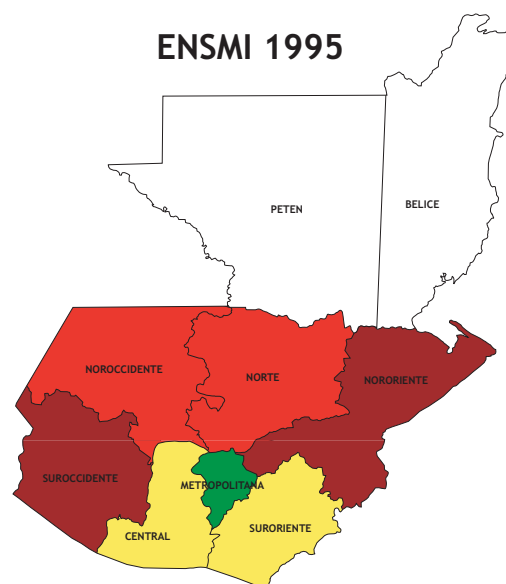 ENSMI 1995
BELICE
PETEN
NOROCCIDENTE
NORTE
NORORIENTE
SUROCCIDENTE
METROPOLITANA
CENTRAL
SURORIENTE